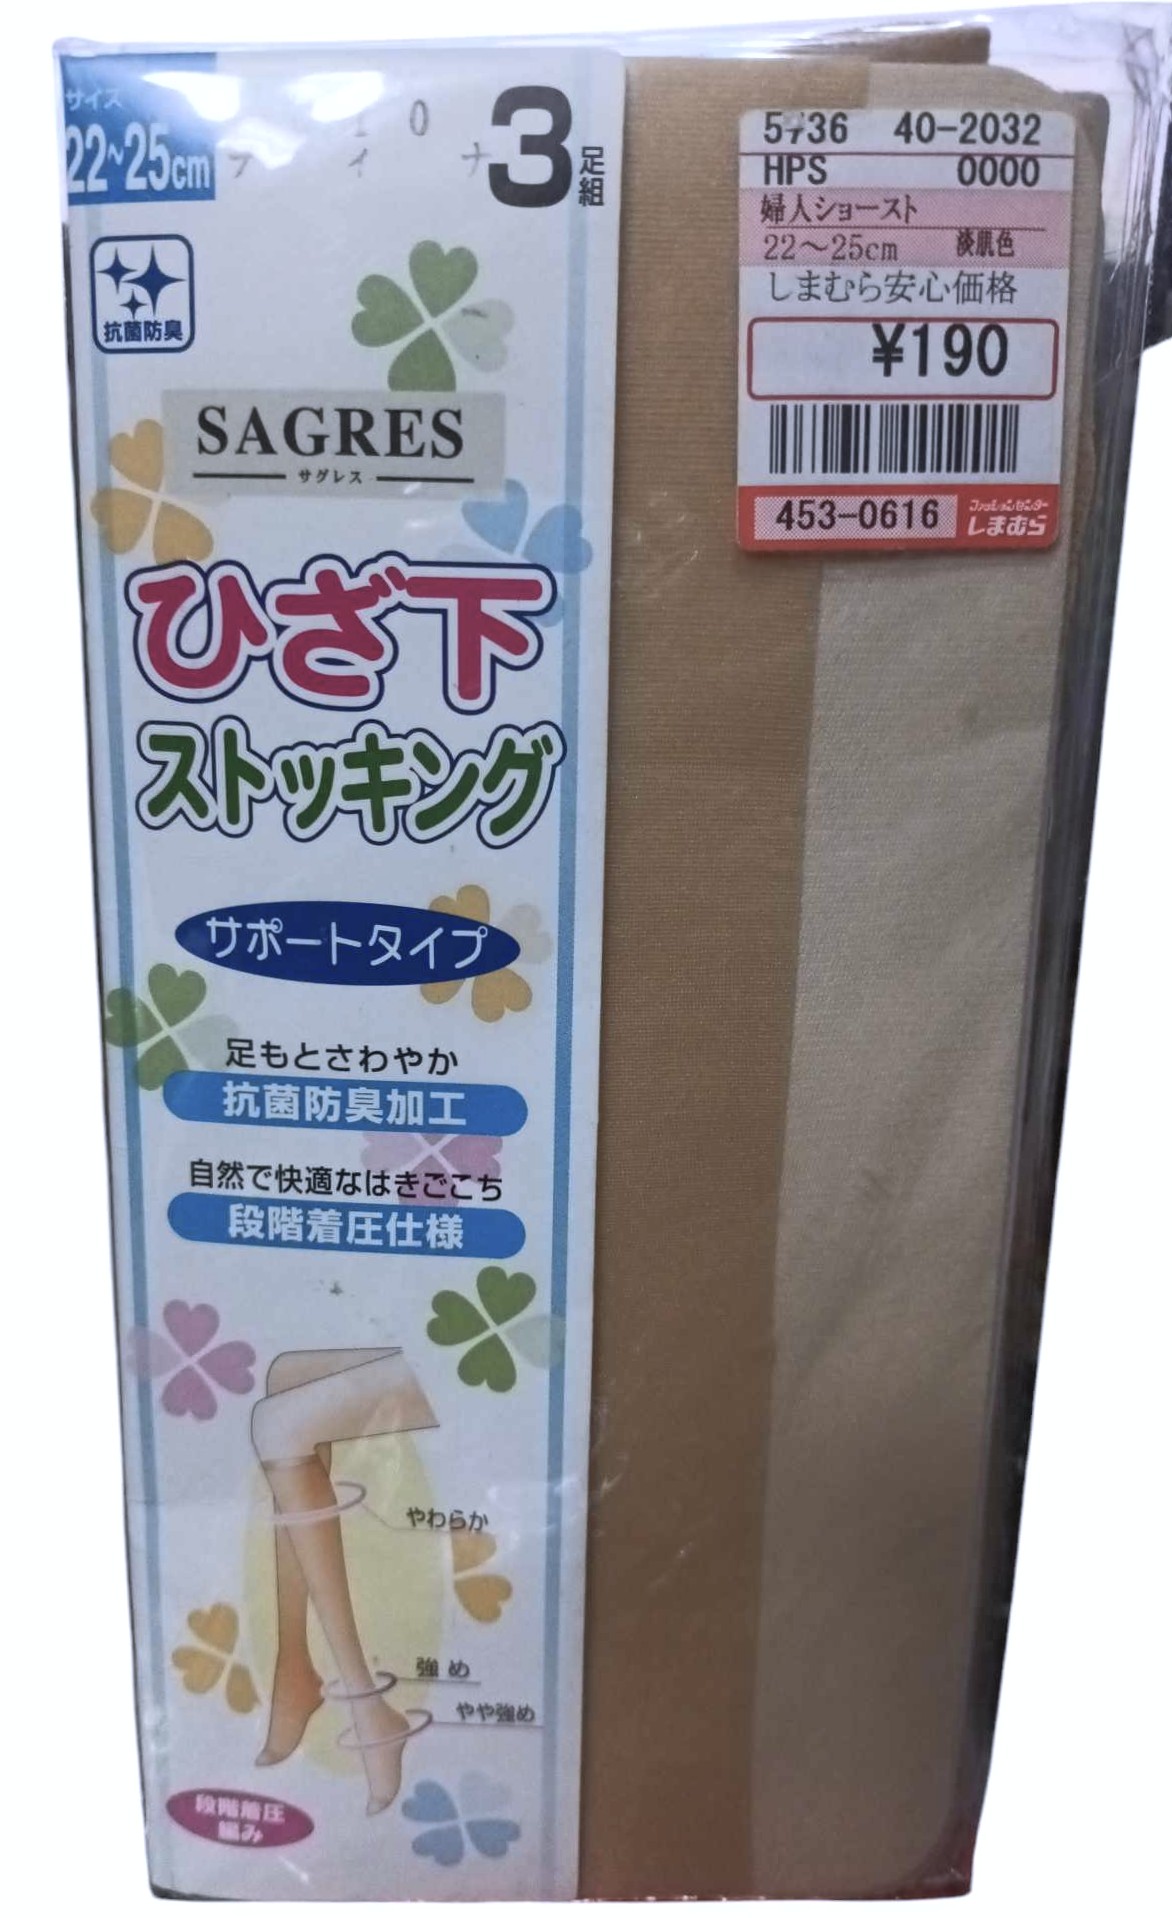 サイズ
22~25cm
3足組
抗菌防臭
SAGRES
サグレス
ひざ下
ストッキング
サポートタイプ
足もとさわやか
抗菌防臭加工
自然で快適なはきごこち
段階着圧仕様
やわらか
強め
やや強め
段階着圧
編み
40-2032
HPS 0000
婦人ショースト
22～25cm 淡肌色
しまむら安心価格
¥190
453-0616
ファッションセンター
しまむら